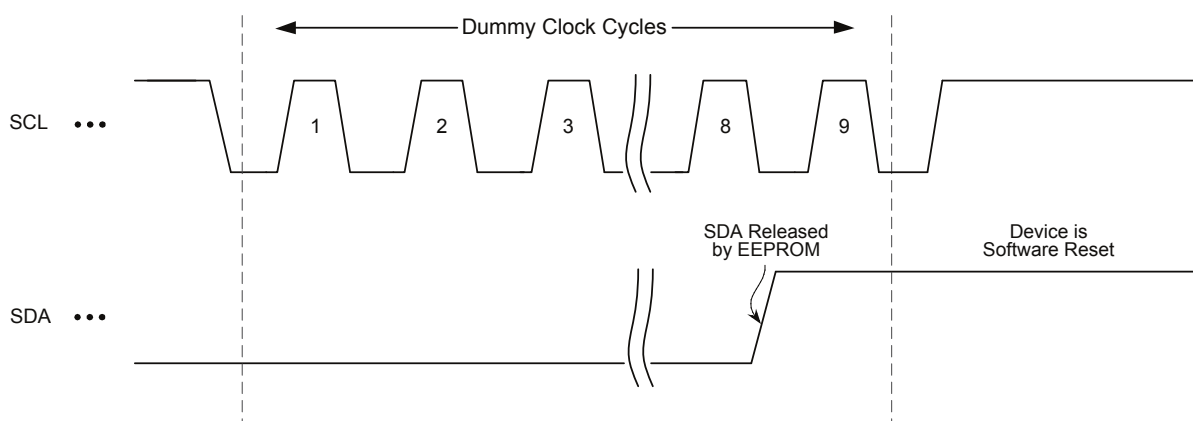 Dummy Clock Cycles
SCL •••
1
2
3
8
9
SDA Released
by EEPROM
Device is
Software Reset
SDA •••